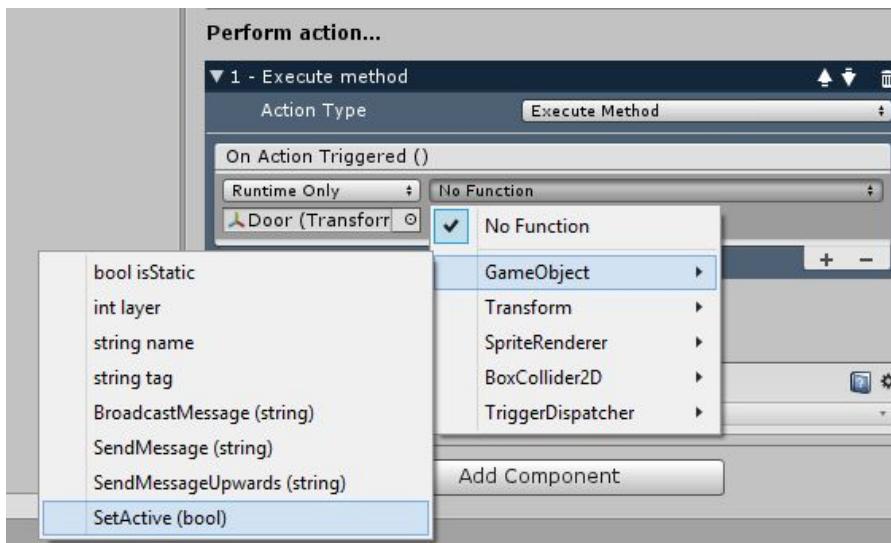 Perform action...
1 - Execute method
Action Type
Execute Method
On Action Triggered ()
Runtime Only
No Function
Door (Transforr
No Function
GameObject
Transform
SpriteRenderer
BoxCollider2D
TriggerDispatcher
bool isStatic
int layer
string name
string tag
BroadcastMessage (string)
SendMessage (string)
SendMessageUpwards (string)
SetActive (bool)
Add Component